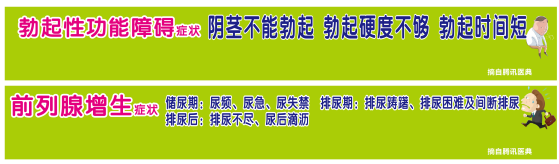 勃起性功能障碍症状 阴茎不能勃起 勃起硬度不够 勃起时间短
摘自腾讯医典
前列腺增生症状 储尿期：尿频、尿急、尿失禁 排尿期：排尿踌躇、排尿困难及间断排尿
排尿后：排尿不尽、尿后滴沥
摘自腾讯医典